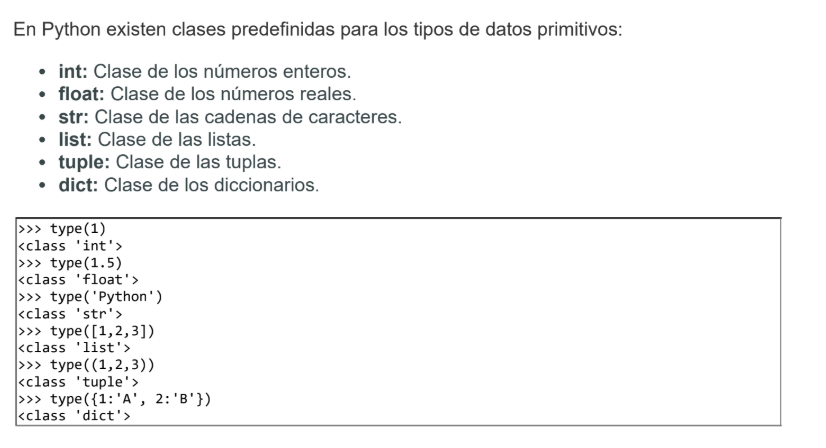 En Python existen clases predefinidas para los tipos de datos primitivos:
• int: Clase de los números enteros.
• float: Clase de los números reales.
• str: Clase de las cadenas de caracteres.
• list: Clase de las listas.
• tuple: Clase de las tuplas.
• dict: Clase de los diccionarios.
>>> type(1)
<class 'int'>
>>> type(1.5)
<class 'float'>
>>> type('Python')
<class 'str'>
>>> type([1,2,3])
<class 'list'>
>>> type((1,2,3))
<class 'tuple'>
>>> type({1:'A', 2:'B'})
<class 'dict'>